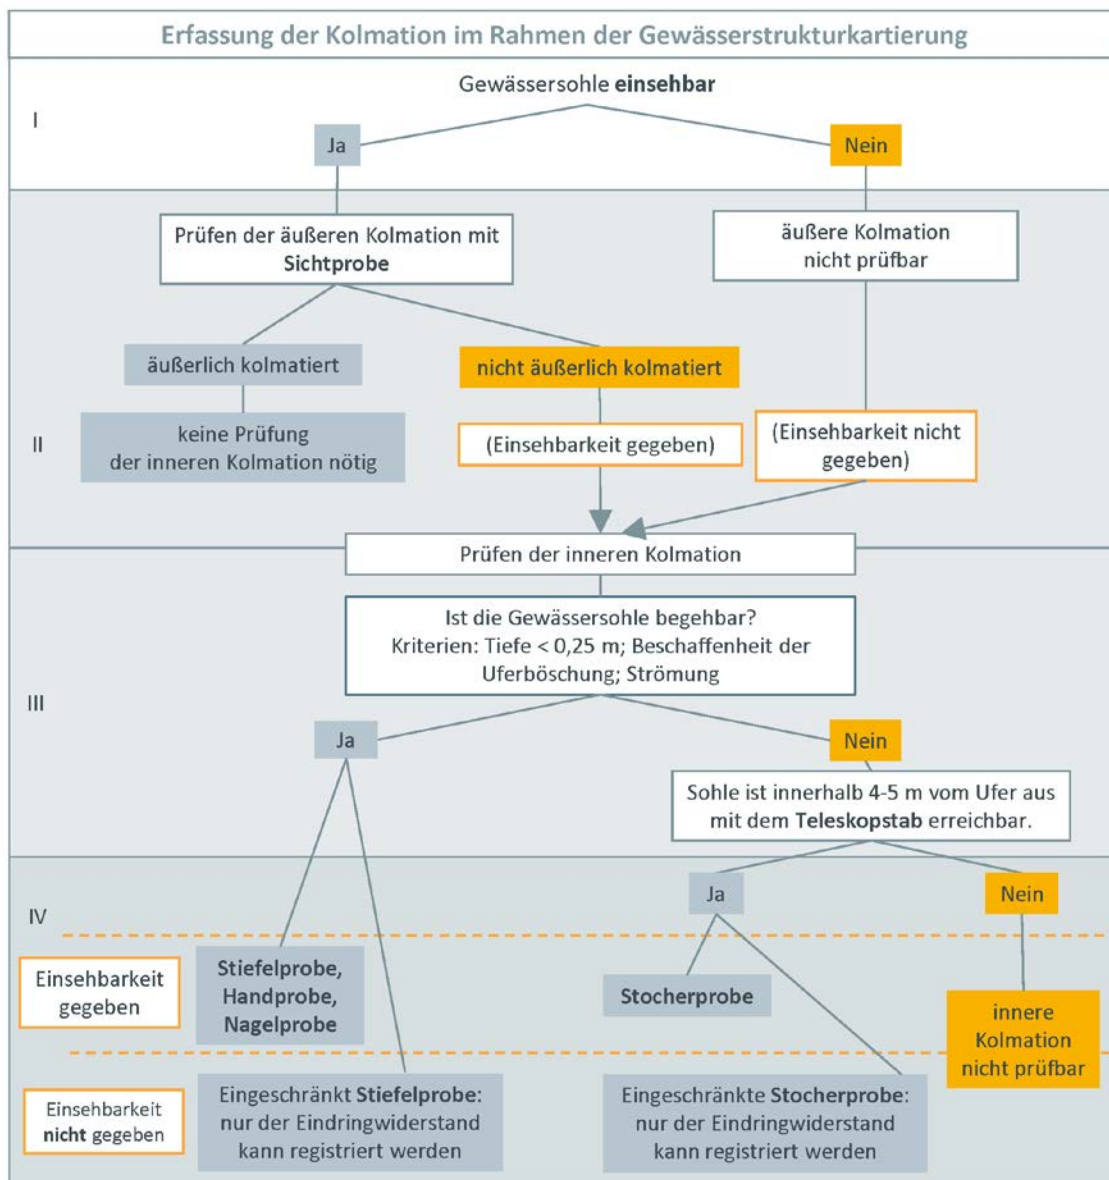 Erfassung der Kolmation im Rahmen der Gewässerstrukturkartierung
Gewässersohle einsehbar
I
Ja
Nein
Prüfen der äußeren Kolmation mit
Sichtprobe
äußere Kolmation
nicht prüfbar
äußerlich kolmatiert
nicht äußerlich kolmatiert
II
keine Prüfung
der inneren Kolmation nötig
(Einsehbarkeit gegeben)
(Einsehbarkeit nicht
gegeben)
Prüfen der inneren Kolmation
Ist die Gewässersohle begehbar?
Kriterien: Tiefe < 0,25 m; Beschaffenheit der
Uferböschung; Strömung
III
Ja
Nein
Sohle ist innerhalb 4-5 m vom Ufer aus
mit dem Teleskopstab erreichbar.
IV
Ja
Nein
Einsehbarkeit
gegeben
Stiefelprobe,
Handprobe,
Nagelprobe
Stocherprobe
innere
Kolmation
nicht prüfbar
Einsehbarkeit
nicht gegeben
Eingeschränkt Stiefelprobe:
nur der Eindringwiderstand
kann registriert werden
Eingeschränkte Stocherprobe:
nur der Eindringwiderstand
kann registriert werden